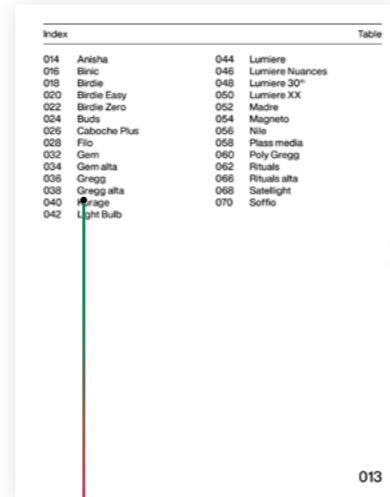 Index
Table
014 Anisha
016 Binic
018 Birdie
020 Birdie Easy
022 Birdie Zero
024 Buds
026 Caboche Plus
028 Filo
032 Gem
034 Gem alta
036 Gregg
038 Gregg alta
040
042 Light Bulb
044 Lumiere
046 Lumiere Nuances
048 Lumiere 30th
050 Lumiere XX
052 Madre
054 Magneto
056 Nile
058 Plass media
060 Poly Gregg
062 Rituals
066 Rituals alta
068 Satellight
070 Soffio
013